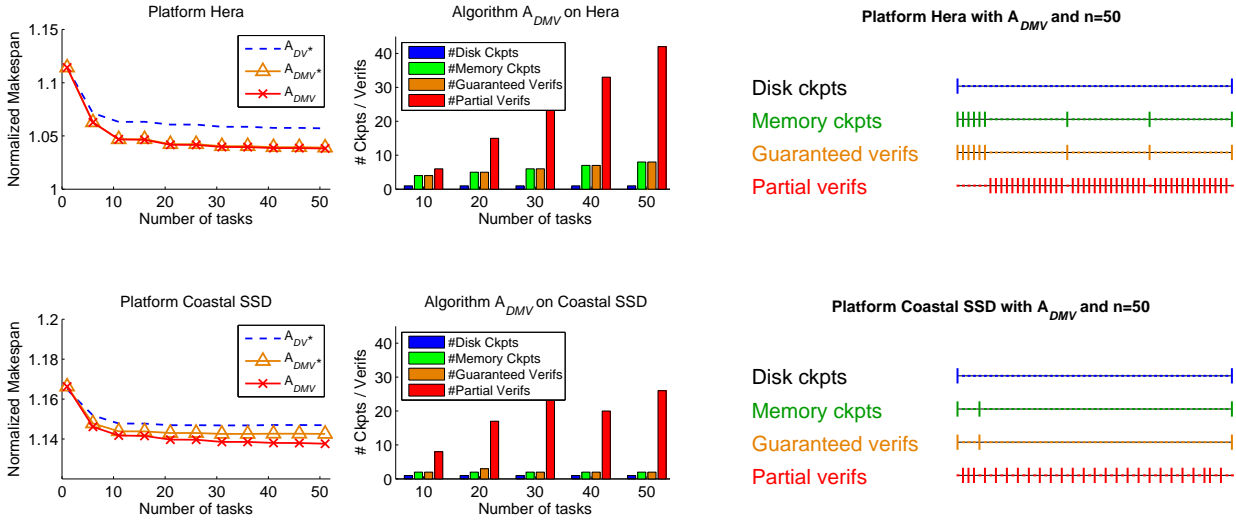 Platform Hera
Normalized Makespan
1.15
1.1
1.05
1
0 10 20 30 40 50
Number of tasks
A_DV*
A_DMV*
A_DMV
Algorithm A_DMV on Hera
# Ckpts / Verifs
40
30
20
10
0
10 20 30 40 50
Number of tasks
#Disk Ckpts
#Memory Ckpts
#Guaranteed Verifs
#Partial Verifs
Platform Hera with A_DMV and n=50
Disk ckpts
Memory ckpts
Guaranteed verifs
Partial verifs
Platform Coastal SSD
Normalized Makespan
1.2
1.18
1.16
1.14
0 10 20 30 40 50
Number of tasks
A_DV*
A_DMV*
A_DMV
Algorithm A_DMV on Coastal SSD
# Ckpts / Verifs
40
30
20
10
0
10 20 30 40 50
Number of tasks
#Disk Ckpts
#Memory Ckpts
#Guaranteed Verifs
#Partial Verifs
Platform Coastal SSD with A_DMV and n=50
Disk ckpts
Memory ckpts
Guaranteed verifs
Partial verifs